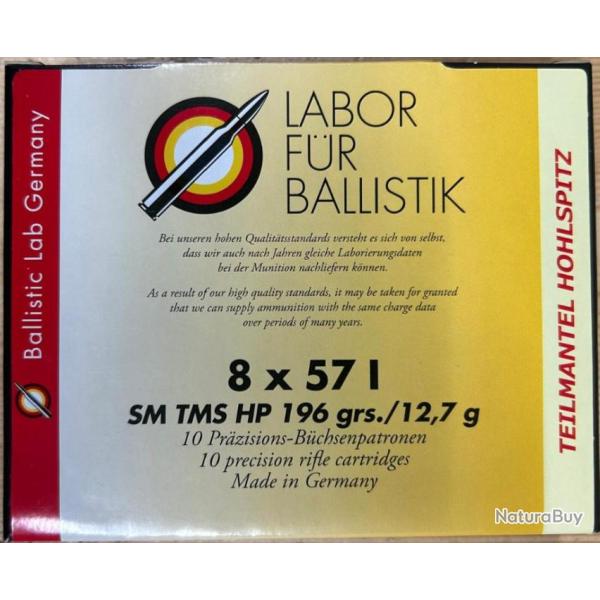 Ballistic Lab Germany
LABOR
FÜR
BALLISTIK
Bei unseren hohen Qualitätsstandards versteht es sich von selbst,
dass wir auch nach Jahren gleiche Laborierungsdaten
bei der Munition nachliefern können.
As a result of our high quality standards, it may be taken for granted
that we can supply ammunition with the same charge data
over periods of many years.
8 x 57 I
SM TMS HP 196 grs./12,7 g
10 Präzisions-Büchsenpatronen
10 precision rifle cartridges
Made in Germany
TEILMANTEL HOHLSPITZ
NaturaBuy